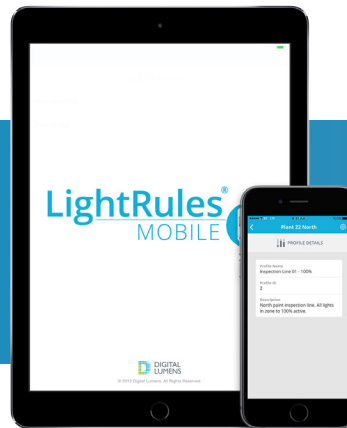 LightRules®
MOBILE
DIGITAL
LUMENS
© 2015 Digital Lumens. All Rights Reserved.
Plant 22 North
PROFILE DETAILS
Profile Name
Inspection Line 01 - 100%
Profile ID
2
Description
North paint inspection line. All lights
in zone to 100% active.